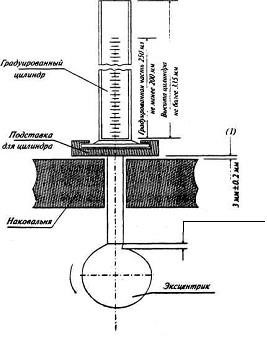 Градуированный
цилиндр
Градуированная часть 250 мл
не менее 200 мм
Высота цилиндра
не более 335 мм
Подставка
для цилиндра
(1)
3 мм±0.2 мм
Наковальня
Эксцентрик